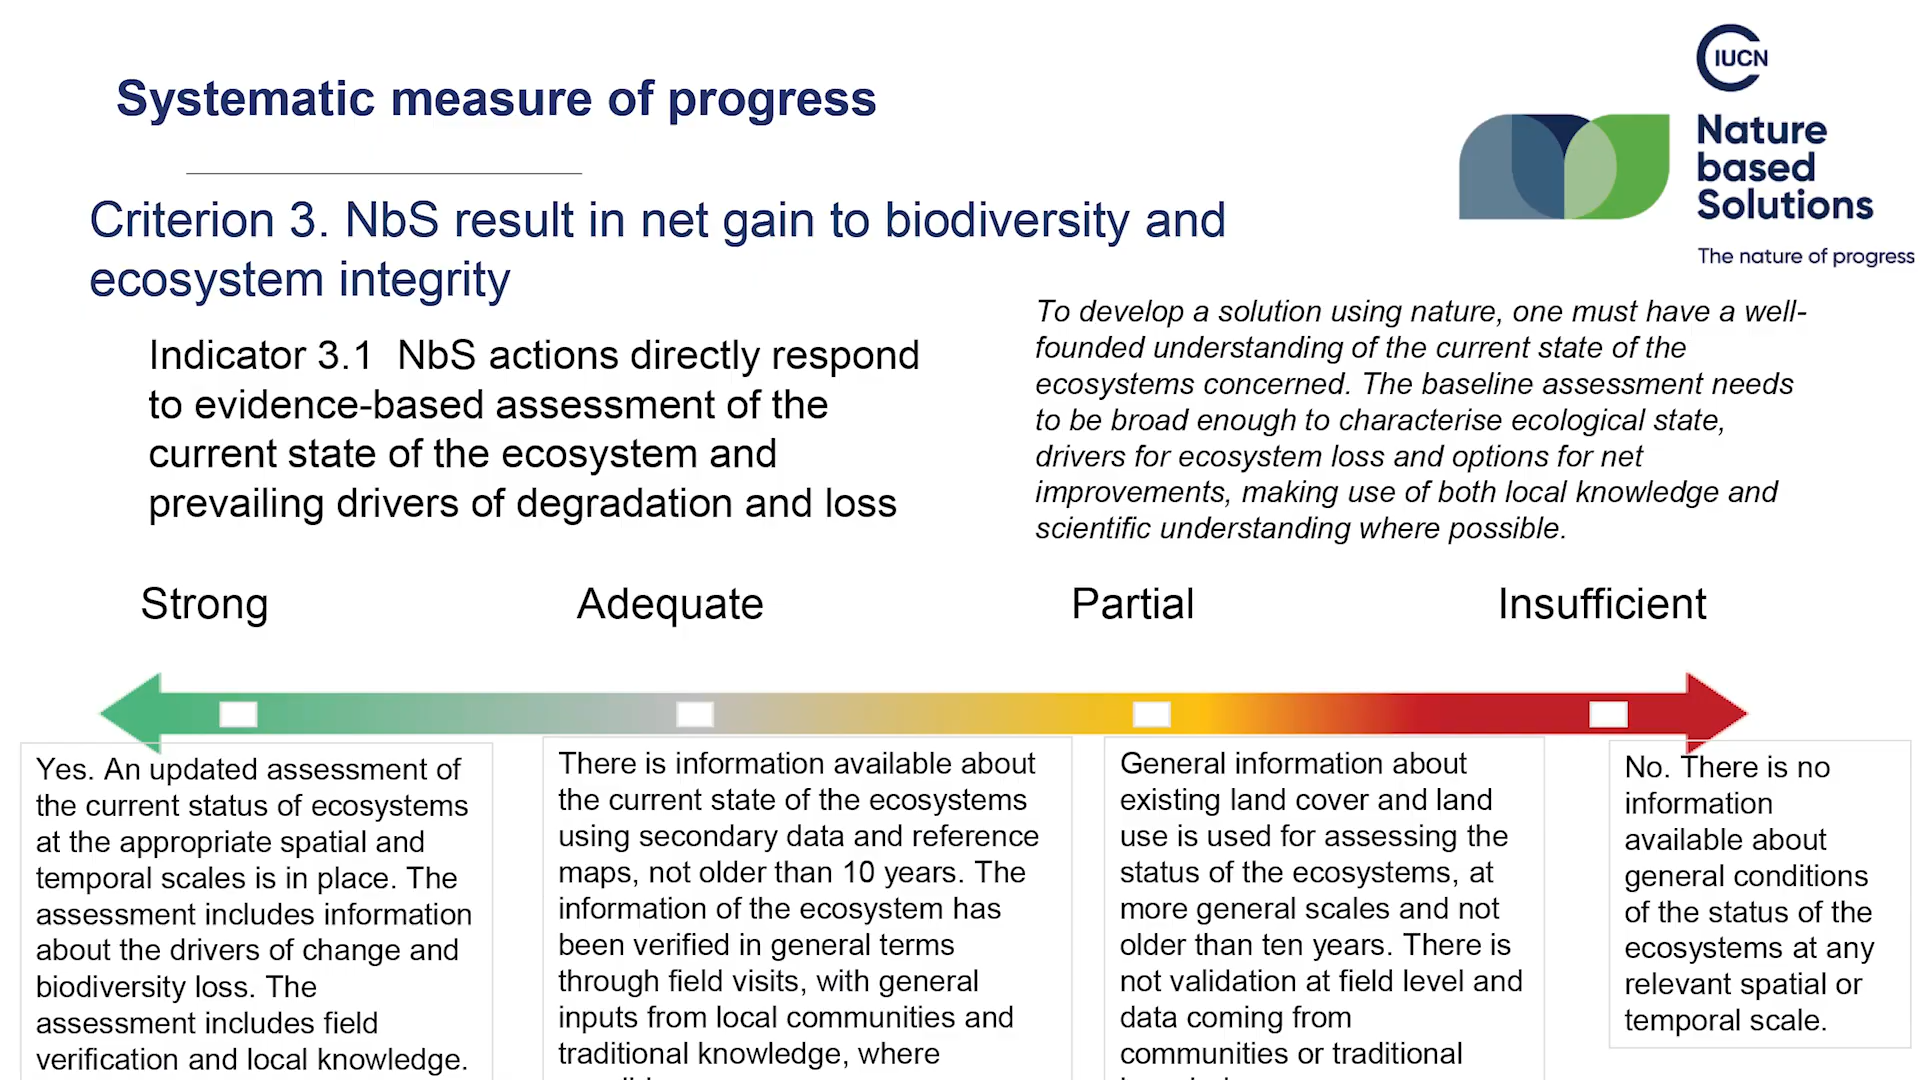 Systematic measure of progress
IUCN
Nature
based
Solutions
The nature of progress
Criterion 3. NbS result in net gain to biodiversity and
ecosystem integrity
Indicator 3.1 NbS actions directly respond
to evidence-based assessment of the
current state of the ecosystem and
prevailing drivers of degradation and loss
To develop a solution using nature, one must have a well-
founded understanding of the current state of the
ecosystems concerned. The baseline assessment needs
to be broad enough to characterise ecological state,
drivers for ecosystem loss and options for net
improvements, making use of both local knowledge and
scientific understanding where possible.
Strong
Adequate
Partial
Insufficient
Yes. An updated assessment of
the current status of ecosystems
at the appropriate spatial and
temporal scales is in place. The
assessment includes information
about the drivers of change and
biodiversity loss. The
assessment includes field
verification and local knowledge.
There is information available about
the current state of the ecosystems
using secondary data and reference
maps, not older than 10 years. The
information of the ecosystem has
been verified in general terms
through field visits, with general
inputs from local communities and
traditional knowledge, where
General information about
existing land cover and land
use is used for assessing the
status of the ecosystems, at
more general scales and not
older than ten years. There is
not validation at field level and
data coming from
communities or traditional
No. There is no
information
available about
general conditions
of the status of the
ecosystems at any
relevant spatial or
temporal scale.